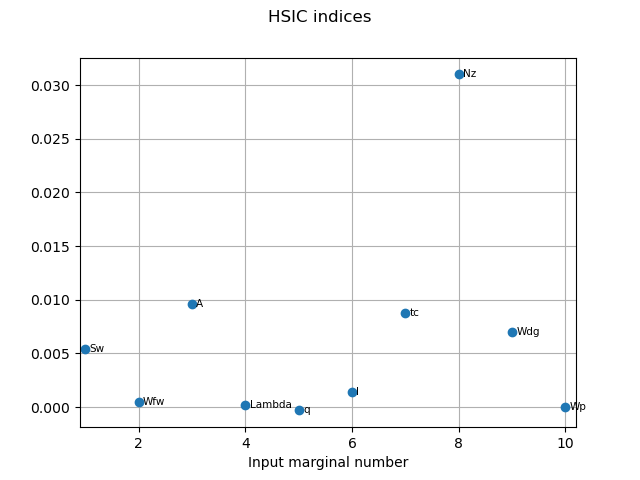 HSIC indices
0.030
0.025
0.020
0.015
0.010
0.005
0.000
Nz
A
tc
Wdg
Sw
l
Wfw
Lambda
q
Wp
2
4
6
8
10
Input marginal number